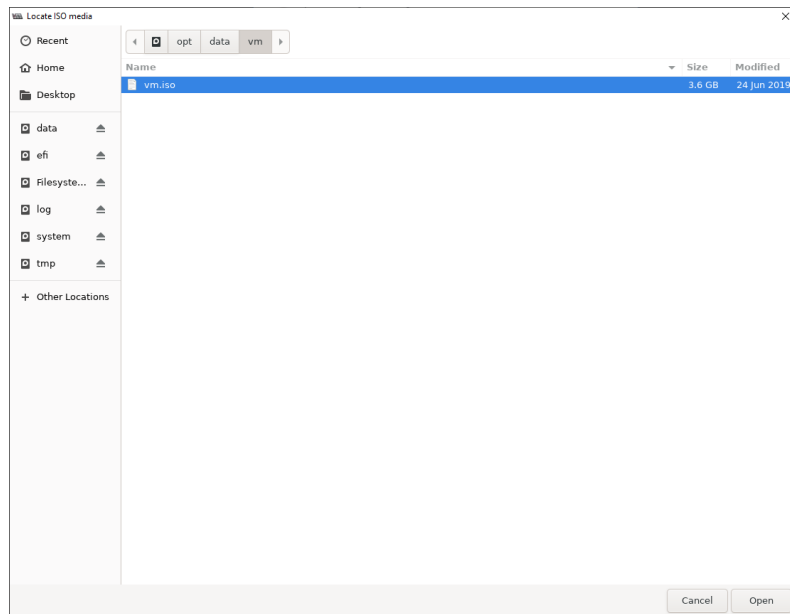 Locate ISO media
Recent
Home
Desktop
data
efi
Filesyste...
log
system
tmp
+ Other Locations
opt data vm
Name Size Modified
vm.iso 3.6 GB 24 Jun 2019
Cancel Open